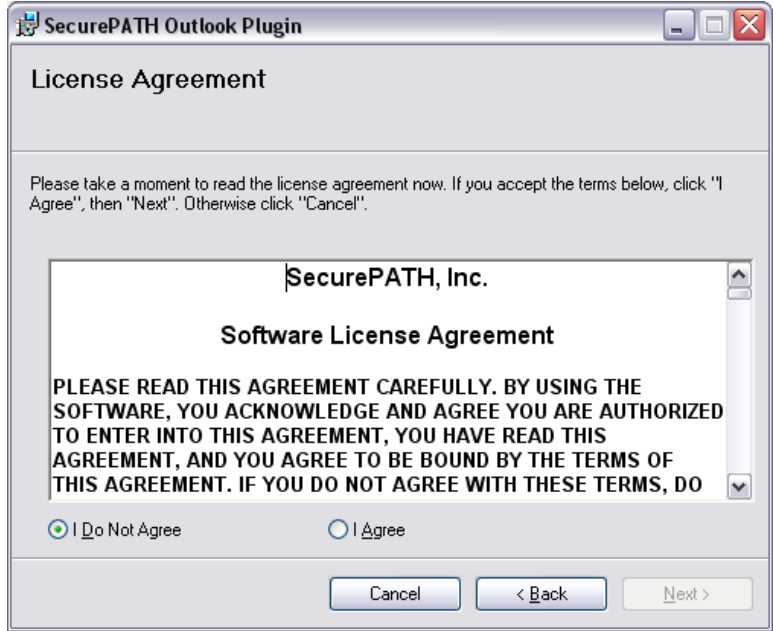 SecurePATH Outlook Plugin
License Agreement
Please take a moment to read the license agreement now. If you accept the terms below, click "I
Agree", then "Next". Otherwise click "Cancel".
SecurePATH, Inc.
Software License Agreement
PLEASE READ THIS AGREEMENT CAREFULLY. BY USING THE
SOFTWARE, YOU ACKNOWLEDGE AND AGREE YOU ARE AUTHORIZED
TO ENTER INTO THIS AGREEMENT, YOU HAVE READ THIS
AGREEMENT, AND YOU AGREE TO BE BOUND BY THE TERMS OF
THIS AGREEMENT. IF YOU DO NOT AGREE WITH THESE TERMS, DO
I Do Not Agree
I Agree
Cancel
< Back
Next >